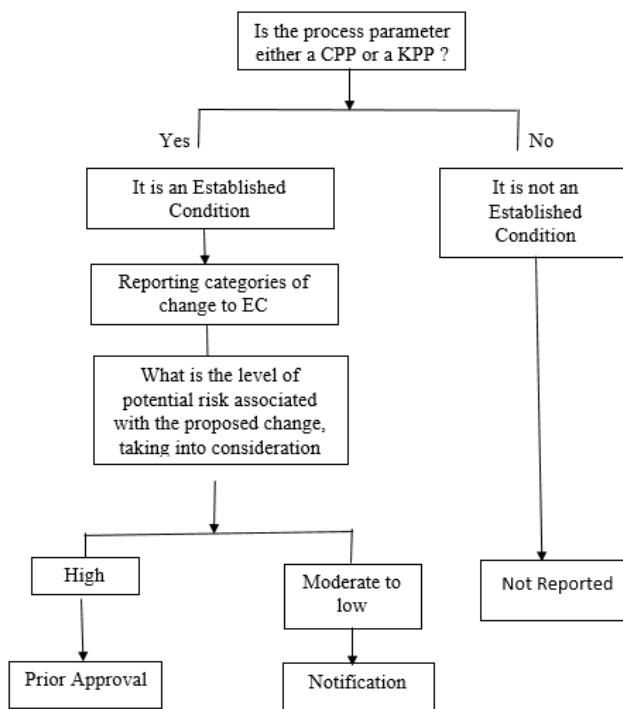 Is the process parameter
either a CPP or a KPP ?
Yes
No
It is an Established
Condition
It is not an
Established
Condition
Reporting categories of
change to EC
What is the level of
potential risk associated
with the proposed change,
taking into consideration
High
Moderate to
low
Not Reported
Prior Approval
Notification